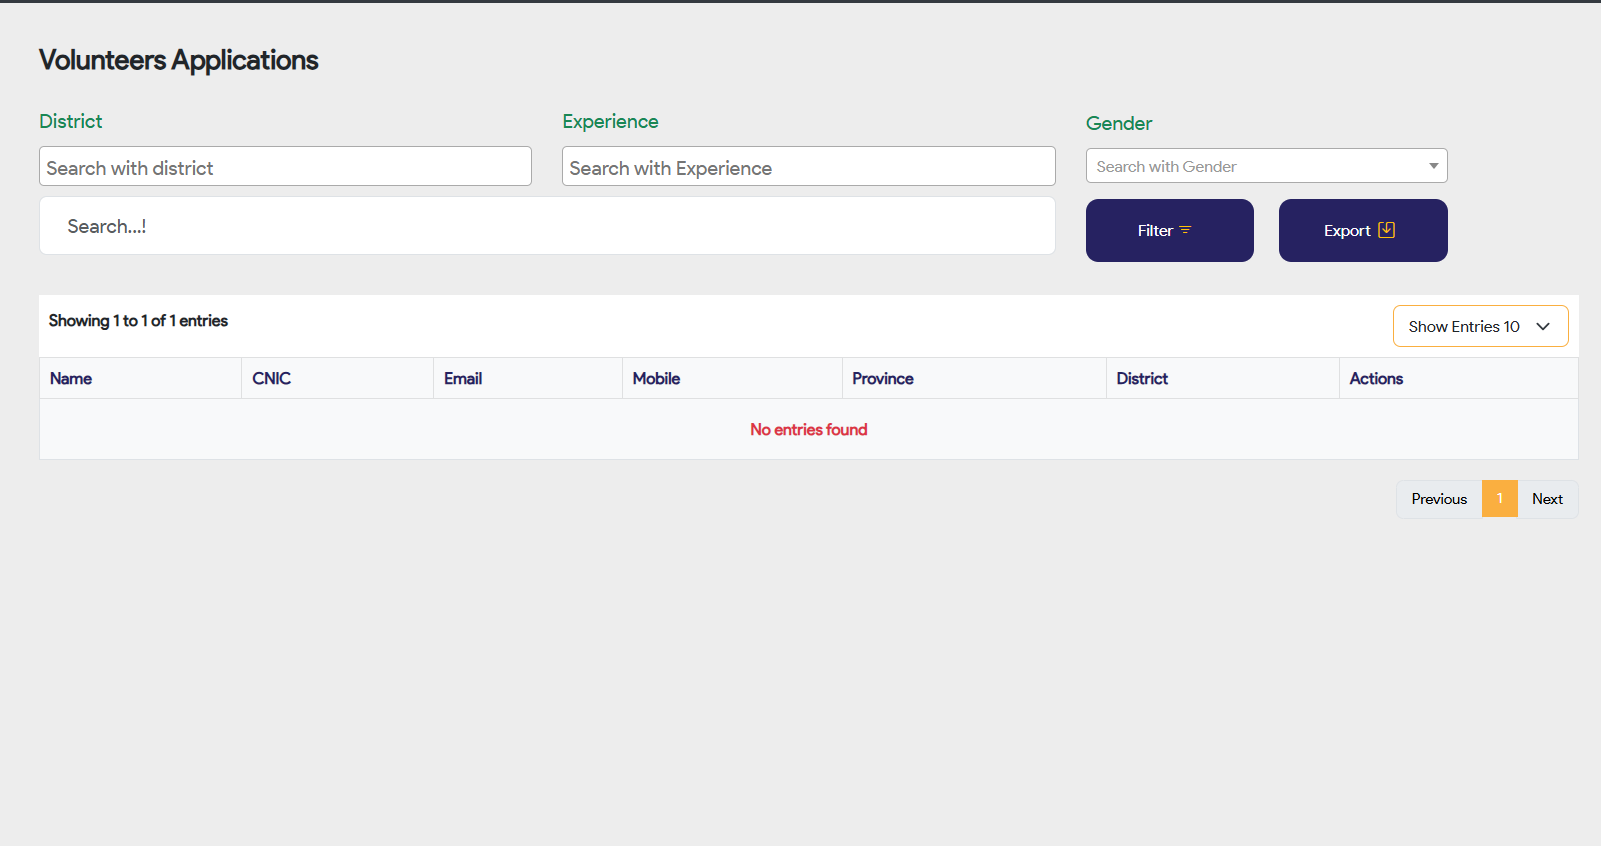 Volunteers Applications
District
Experience
Gender
Search with district
Search with Experience
Search with Gender
Search...!
Filter
Export
Showing 1 to 1 of 1 entries
Show Entries 10
Name CNIC Email Mobile Province District Actions
No entries found
Previous 1 Next